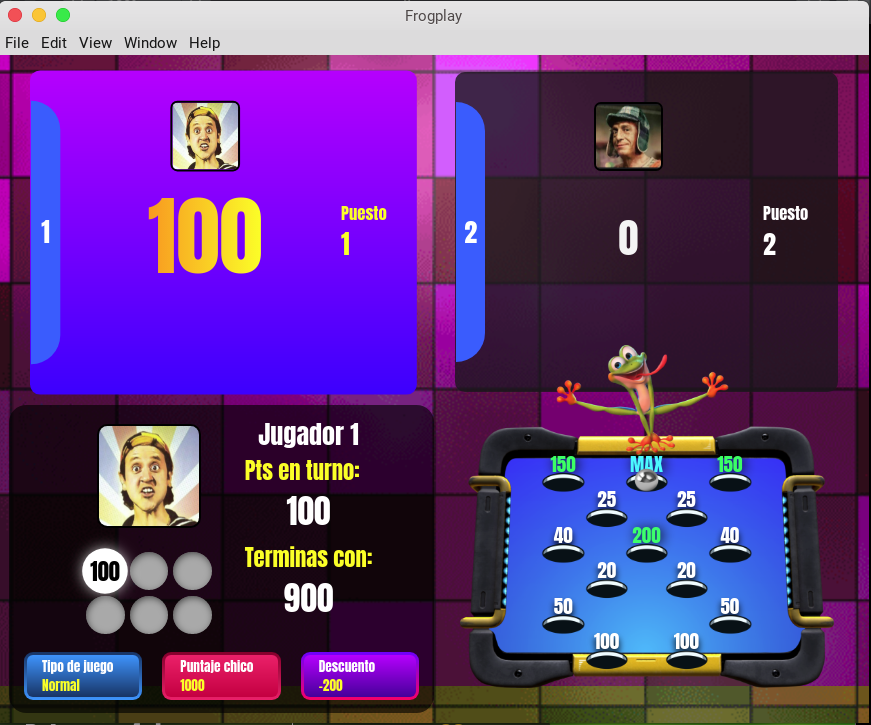 Frogplay
File Edit View Window Help
1
100
Puesto
1
2
0
Puesto
2
Jugador 1
Pts en turno:
100
Terminas con:
900
100
Tipo de juego
Normal
Puntaje chico
1000
Descuento
-200
150 MAX 150
25 25
40 200 40
20 20
50 50
100 100